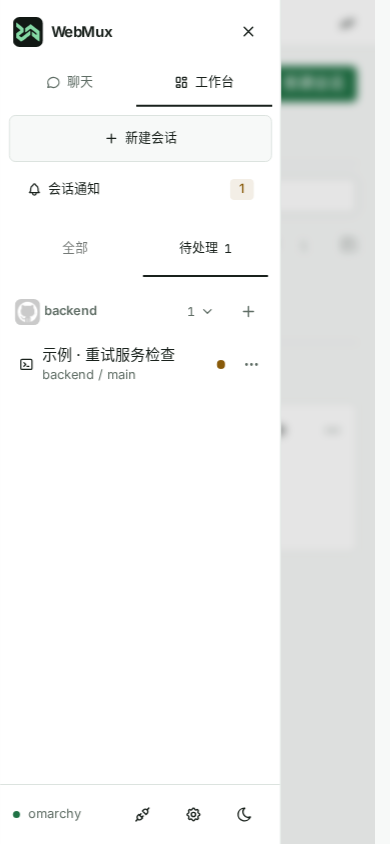 WebMux
聊天
工作台
新建会话
会话通知 1
全部
待处理 1
backend 1
示例 · 重试服务检查
backend / main
omarchy